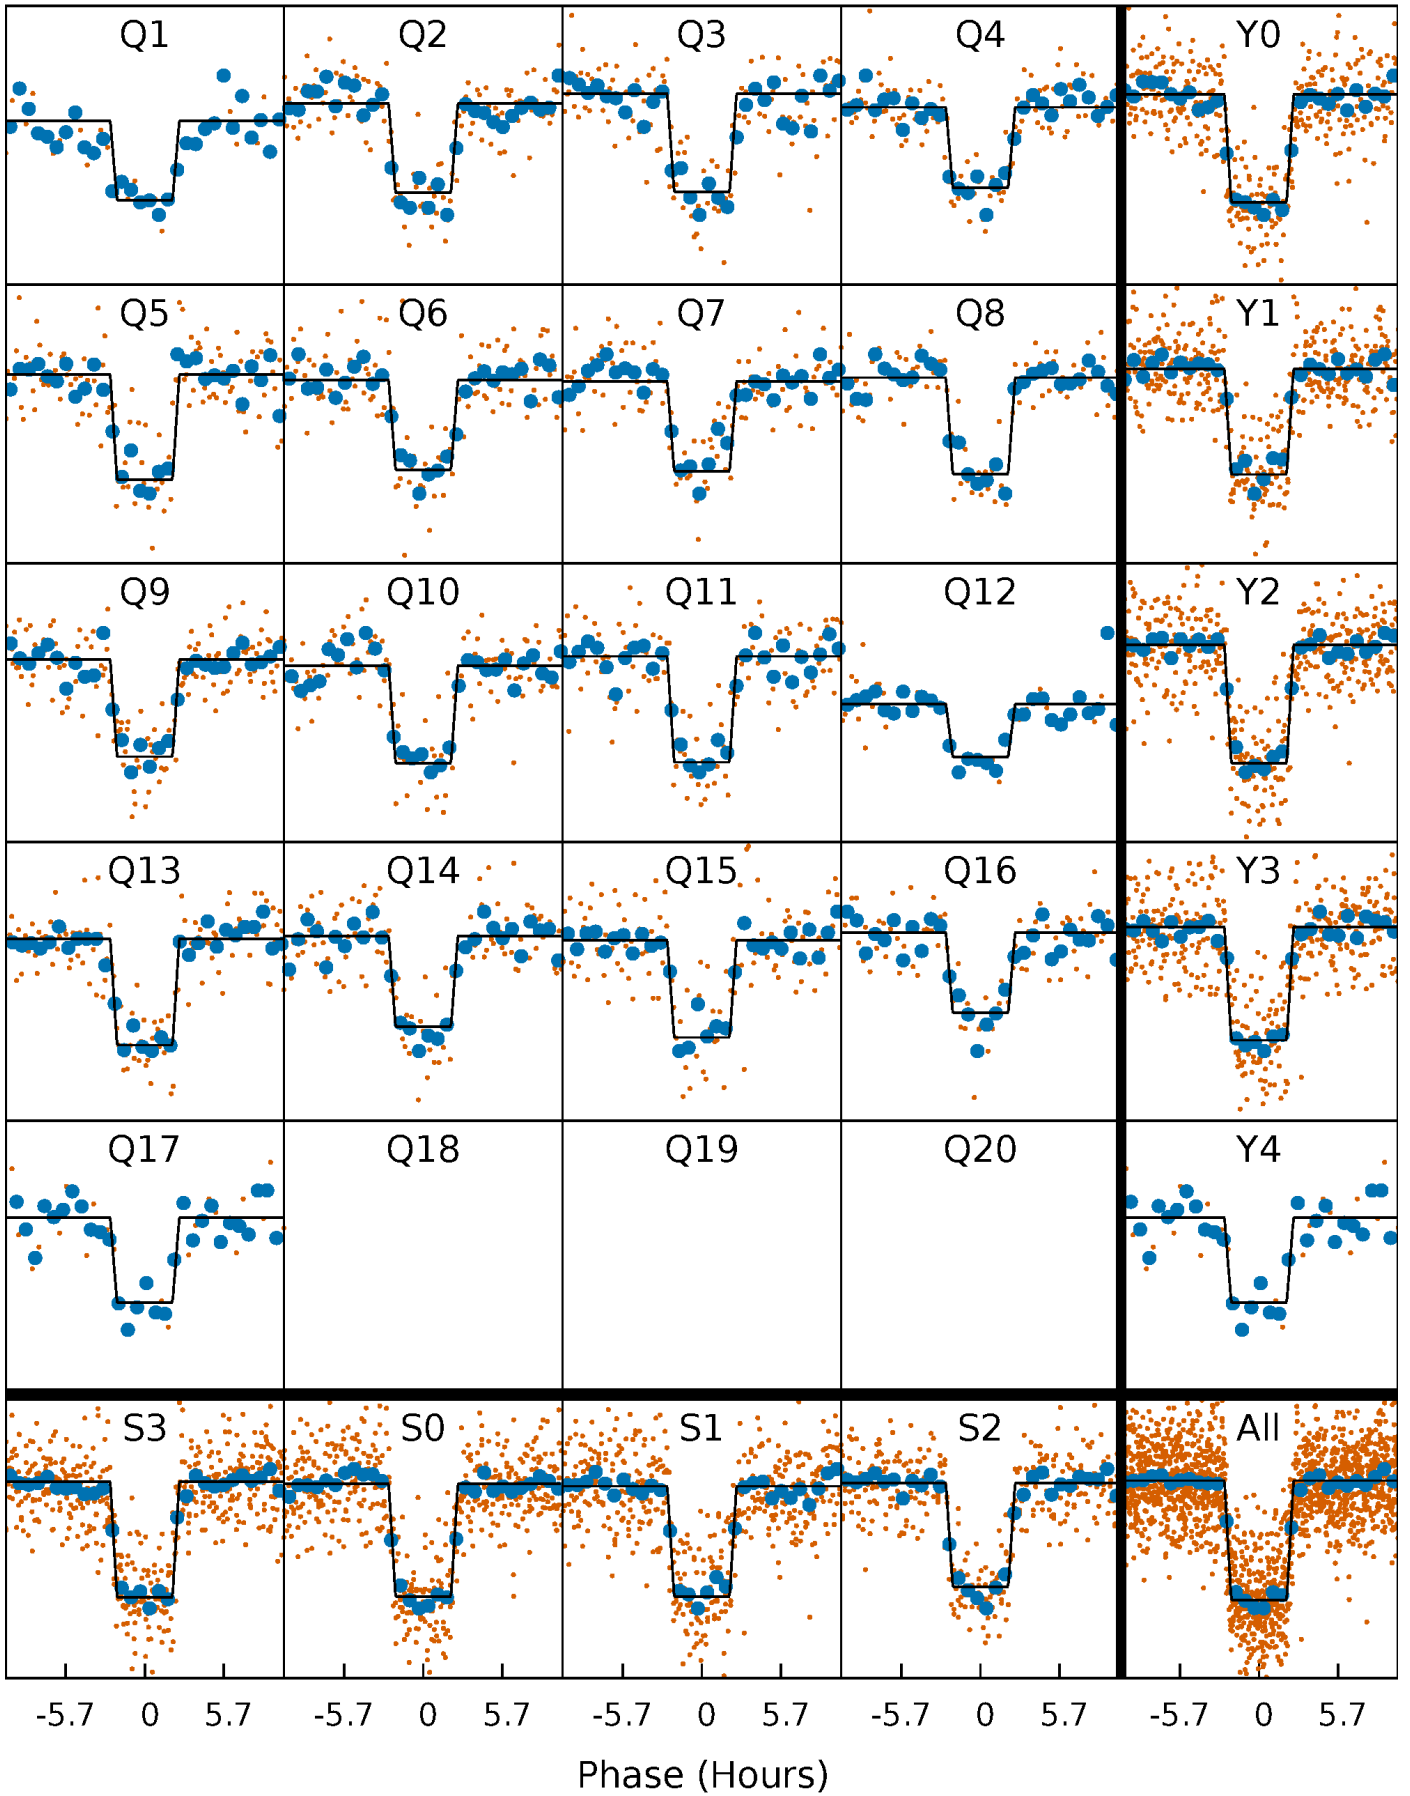 Q1 Q2 Q3 Q4 Y0
Q5 Q6 Q7 Q8 Y1
Q9 Q10 Q11 Q12 Y2
Q13 Q14 Q15 Q16 Y3
Q17 Q18 Q19 Q20 Y4
S3 S0 S1 S2 All
-5.7 0 5.7 -5.7 0 5.7 -5.7 0 5.7 -5.7 0 5.7 -5.7 0 5.7
Phase (Hours)